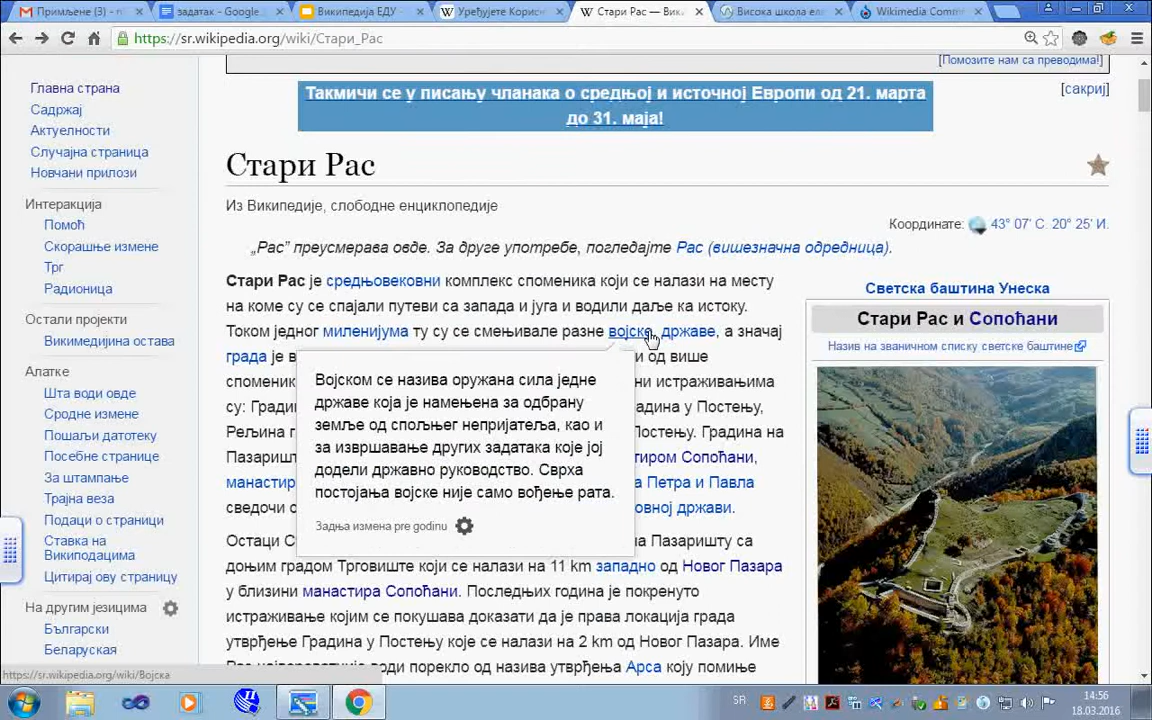 Примљене (3) - n
задатак - Google
Википедија ЕДУ
Уређујете Корисн
Стари Рас — Вики
Висока школа ел
Wikimedia Comm
https://sr.wikipedia.org/wiki/Стари_Рас
[Помозите нам са преводима!]
Такмичи се у писању чланака о средњој и источној Европи од 21. марта
до 31. маја!
[сакриј]
Главна страна
Садржај
Актуелности
Случајна страница
Новчани прилози
Интеракција
Помоћ
Скорашње измене
Трг
Радионица
Остали пројекти
Викимедијина остава
Алатке
Шта води овде
Сродне измене
Пошаљи датотеку
Посебне странице
За штампање
Трајна веза
Подаци о страници
Ставка на
Википодацима
Цитирај ову страницу
На другим језицима
Български
Беларуская
Стари Рас
Из Википедије, слободне енциклопедије
Координате: 43° 07′ С. 20° 25′ И.
„Рас” преусмерава овде. За друге употребе, погледајте Рас (вишезначна одредница).
Стари Рас је средњовековни комплекс споменика који се налази на месту
на коме су се спајали путеви са запада и југа и водили даље ка истоку.
Током једног миленијума ту су се смењивале разне војске, државе, а значај
града је в
и од више
споменик
ни истраживањима
су: Гради
адина у Постењу,
Рељина г
Постењу. Градина на
Пазаришт
тиром Сопоћани,
манастир
а Петра и Павла
сведочи о
овној држави.
Војском се назива оружана сила једне
државе која је намењена за одбрану
земље од спољњег непријатеља, као и
за извршавање других задатака које јој
додели државно руководство. Сврха
постојања војске није само вођење рата.
Задња измена pre godinu
Остаци С
на Пазаришту са
доњим градом Трговиште који се налази на 11 km западно од Новог Пазара
у близини манастира Сопоћани. Последњих година је покренуто
истраживање којим се покушава доказати да је права локација града
утврђење Градина у Постењу које се налази на 2 km од Новог Пазара. Име
води порекло од назива утврђења Арса коју помиње
Светска баштина Унеска
Стари Рас и Сопоћани
Назив на званичном списку светске баштине
https://sr.wikipedia.org/wiki/Војска
SR
14:56
18.03.2016